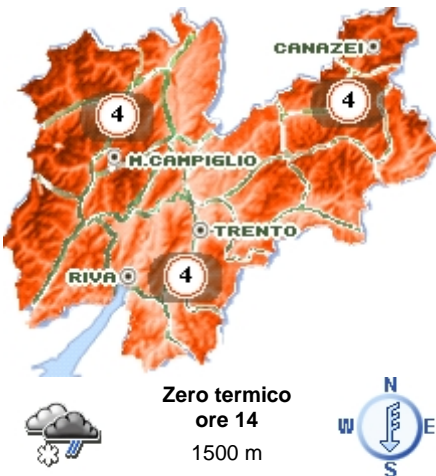 CANAZEI
4
4
M.CAMPIGLIO
TRENTO
RIVA
4
Zero termico
ore 14
1500 m
N
W E
S